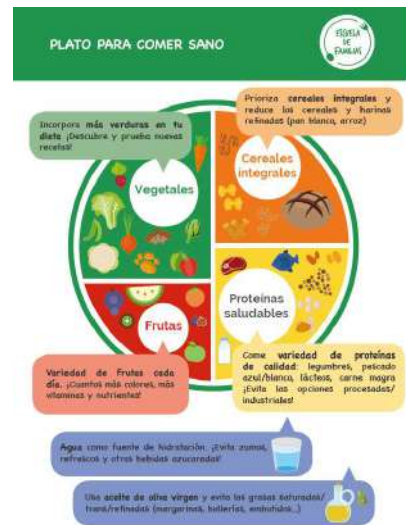 PLATO PARA COMER SANO
ESCUELA
DE
FAMILIAS
Prioriza cereales integrales y
reduce los cereales y harinas
refinadas (pan blanco, arroz)
Incorpora más verduras en tu
dieta ¡Descubre y prueba nuevas
recetas!
Vegetales
Cereales
integrales
Frutas
Proteínas
saludables
Variedad de frutas cada
día. ¡Cuantos más colores, más
vitaminas y nutrientes!
Come variedad de proteínas
de calidad: legumbres, pescado
azul/blanco, lácteos, carne magra
¡Evita las opciones procesadas/
industriales!
Agua como fuente de hidratación. ¡Evita zumos,
refrescos y otras bebidas azucaradas!
Usa aceite de oliva virgen y evita las grasas saturadas/
trans/refinadas (margarinas, bollerías, embutidos...)